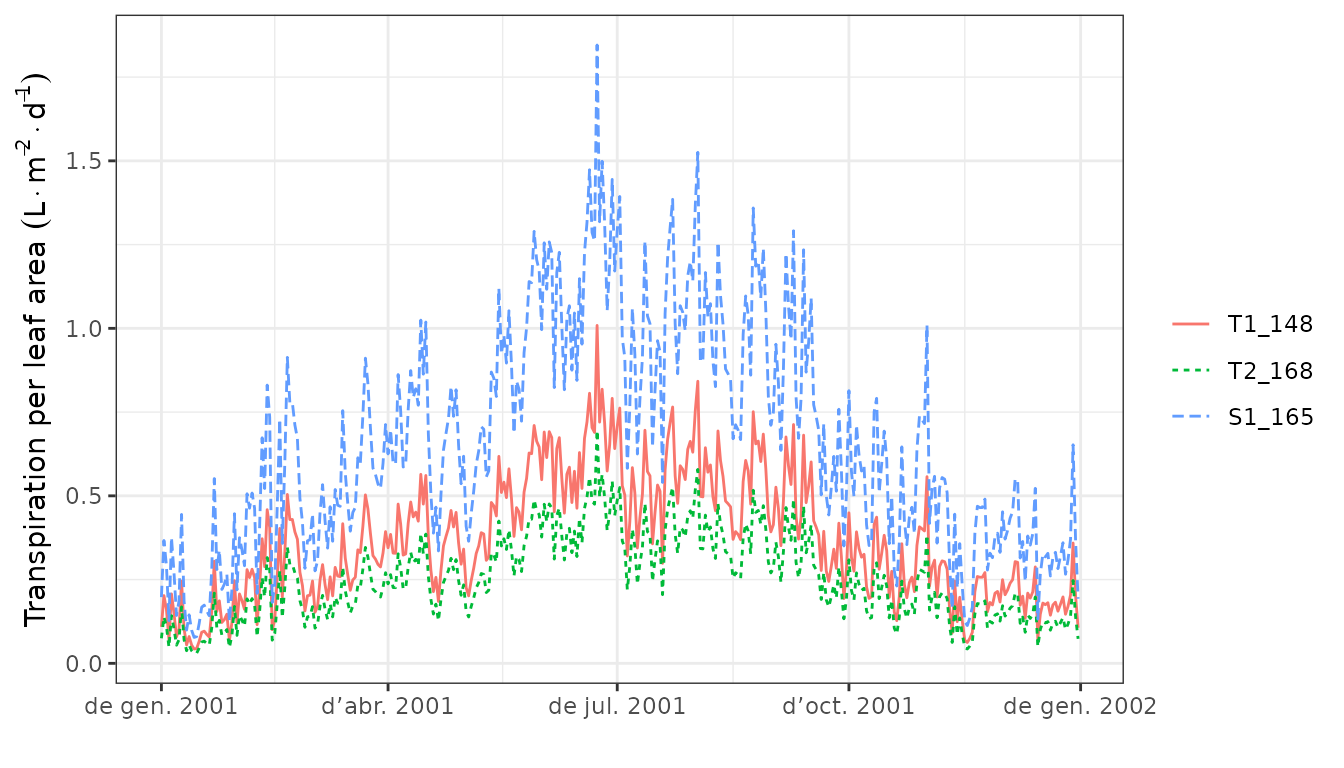 Transpiration per leaf area (L·m⁻²·d⁻¹)
1.5
1.0
0.5
0.0
de gen. 2001
d’abr. 2001
de jul. 2001
d’oct. 2001
de gen. 2002
T1_148
T2_168
S1_165